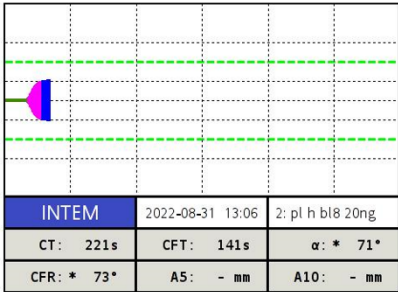 INTEM 2022-08-31 13:06 2: pl h bl8 20ng
CT: 221s CFT: 141s α: * 71°
CFR: * 73° A5: - mm A10: - mm